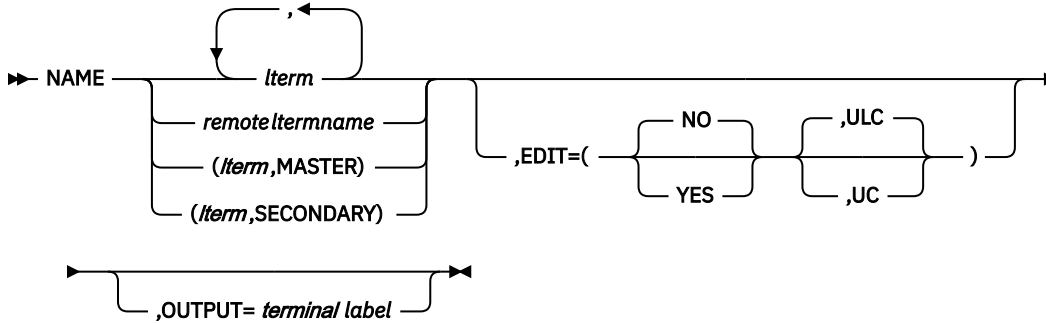 ,
NAME lterm
remoteltermname
(lterm,MASTER)
(lterm,SECONDARY)
,EDIT=( NO ,ULC )
YES ,UC
,OUTPUT= terminal label